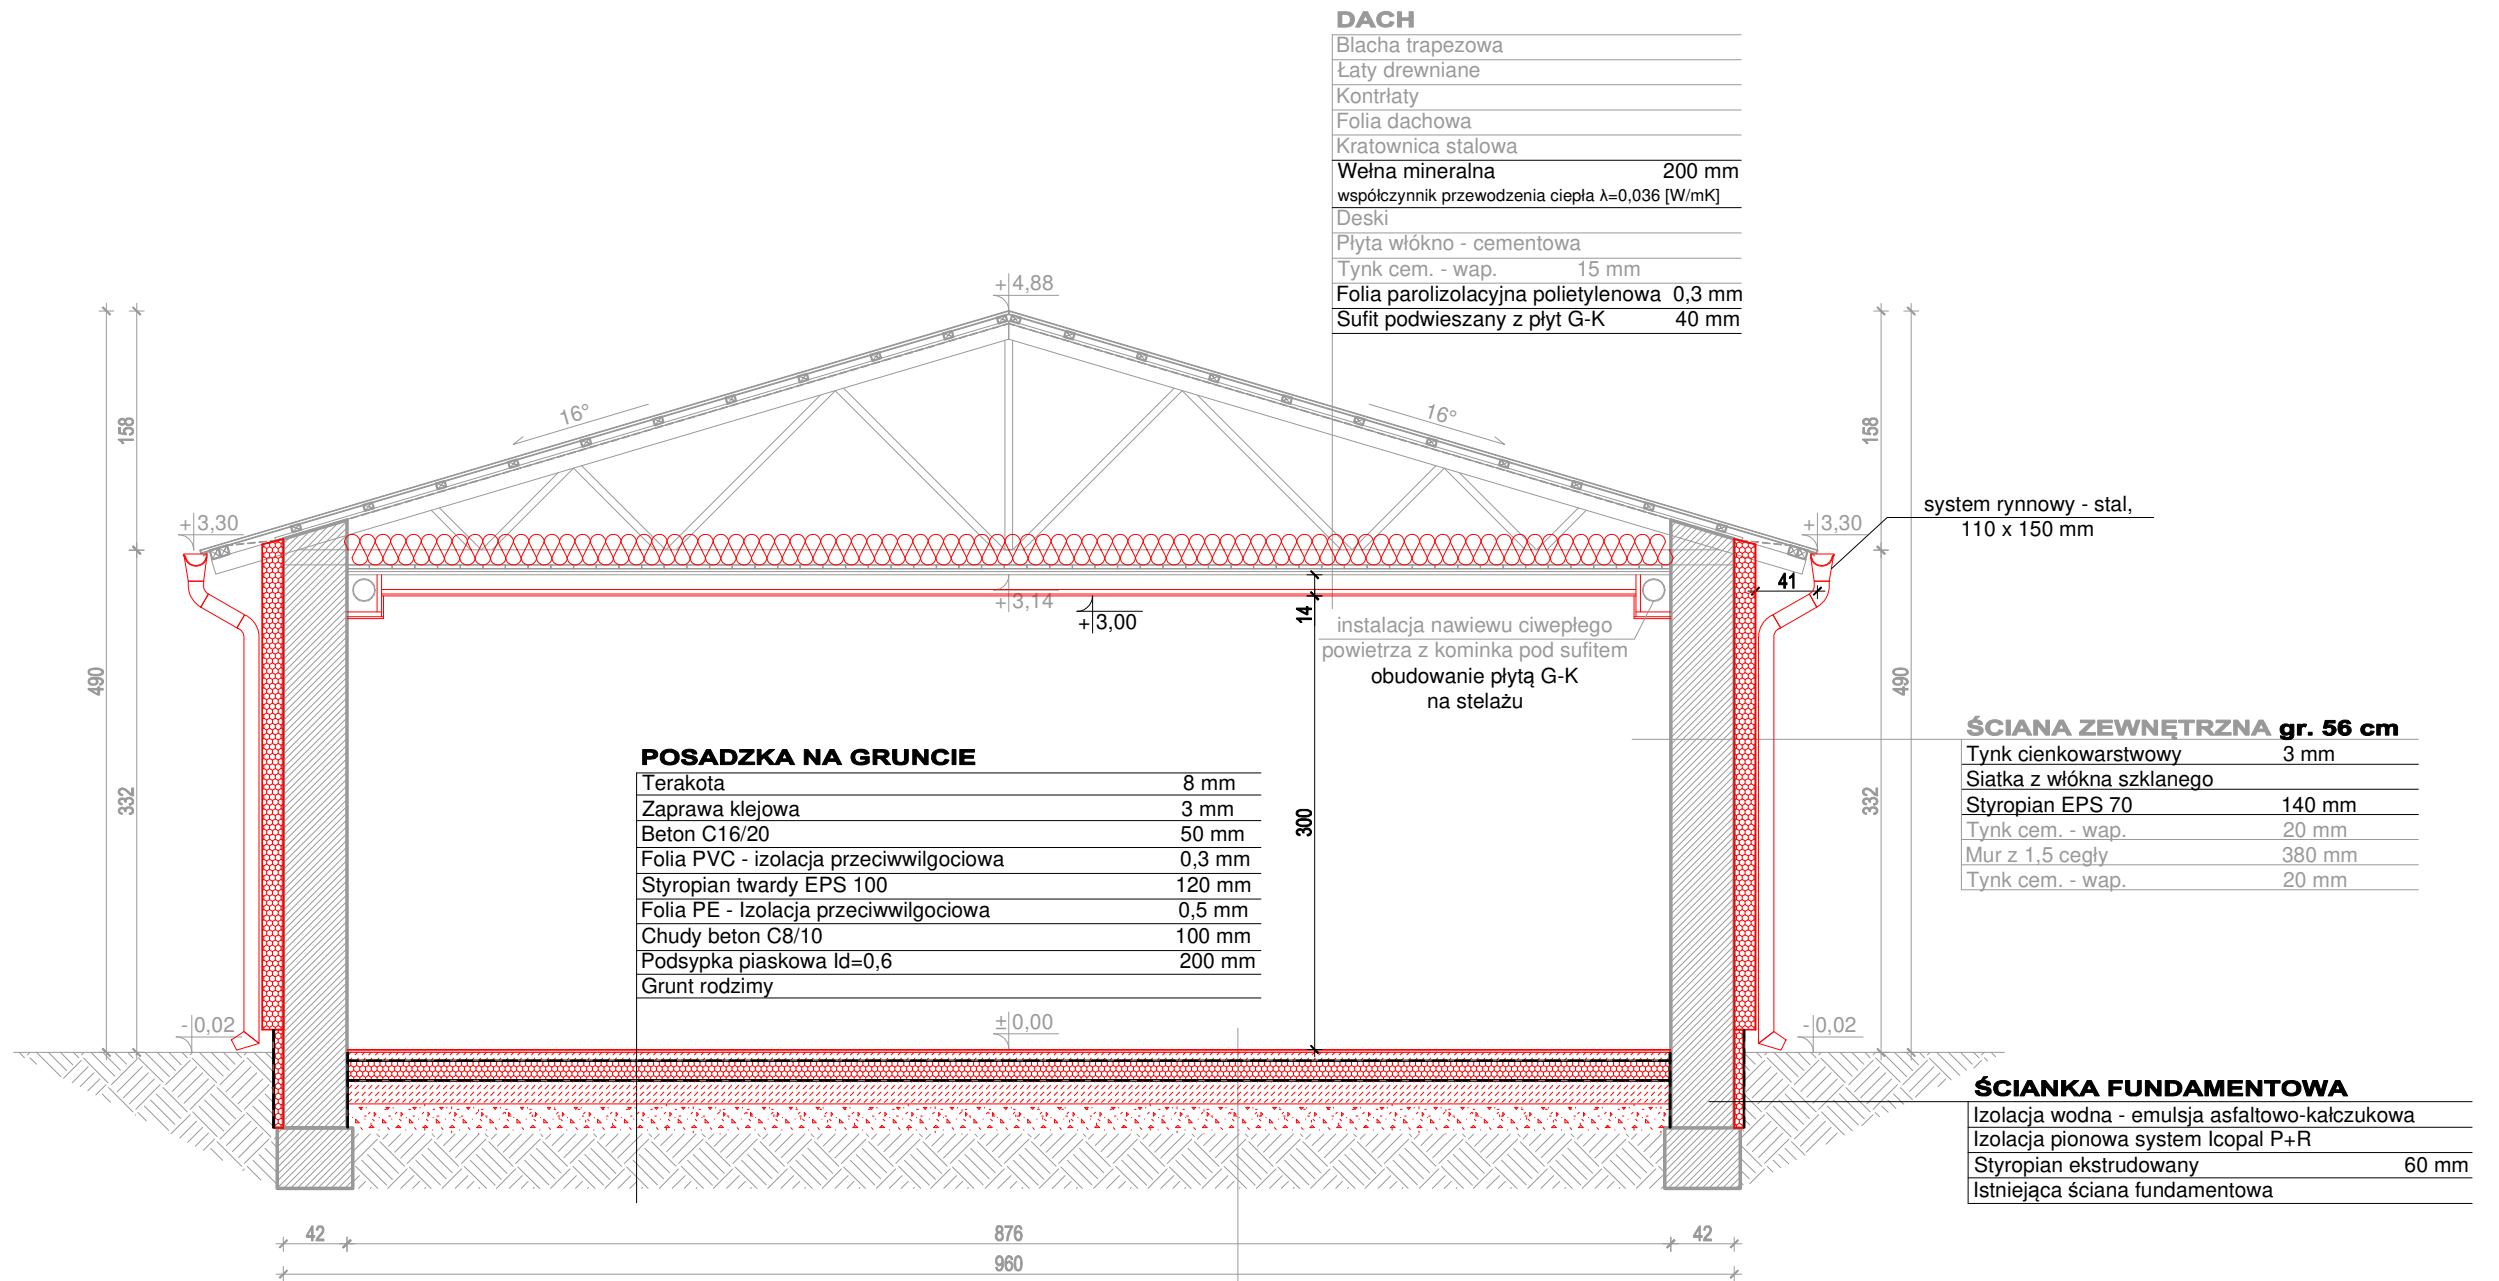 DACH
Blacha trapezowa
Łaty drewniane
Kontrłaty
Folia dachowa
Kratownica stalowa
Wełna mineralna 200 mm
współczynnik przewodzenia ciepła λ=0,036 [W/mK]
Deski
Płyta włókno - cementowa
Tynk cem. - wap. 15 mm
Folia parolizacyjna polietylenowa 0,3 mm
Sufit podwieszany z płyt G-K 40 mm
+4,88
158
16°
16°
158
+3,30
+3,30
system rynnowy - stal,
110 x 150 mm
41
+3,14
+3,00
14
instalacja nawiewu ciwepłego
powietrza z kominka pod sufitem
obudowanie płytą G-K
na stelażu
490
332
300
490
332
POSADZKA NA GRUNCIE
Terakota 8 mm
Zaprawa klejowa 3 mm
Beton C16/20 50 mm
Folia PVC - izolacja przeciwwilgociowa 0,3 mm
Styropian twardy EPS 100 120 mm
Folia PE - Izolacja przeciwwilgociowa 0,5 mm
Chudy beton C8/10 100 mm
Podsypka piaskowa Id=0,6 200 mm
Grunt rodzimy
ŚCIANA ZEWNĘTRZNA gr. 56 cm
Tynk cienkowarstwowy 3 mm
Siatka z włókna szklanego
Styropian EPS 70 140 mm
Tynk cem. - wap. 20 mm
Mur z 1,5 cegły 380 mm
Tynk cem. - wap. 20 mm
-0,02
±0,00
-0,02
ŚCIANKA FUNDAMENTOWA
Izolacja wodna - emulsja asfaltowo-kałczukowa
Izolacja pionowa system Icopal P+R
Styropian ekstrudowany 60 mm
Istniejąca ściana fundamentowa
42
876
42
960